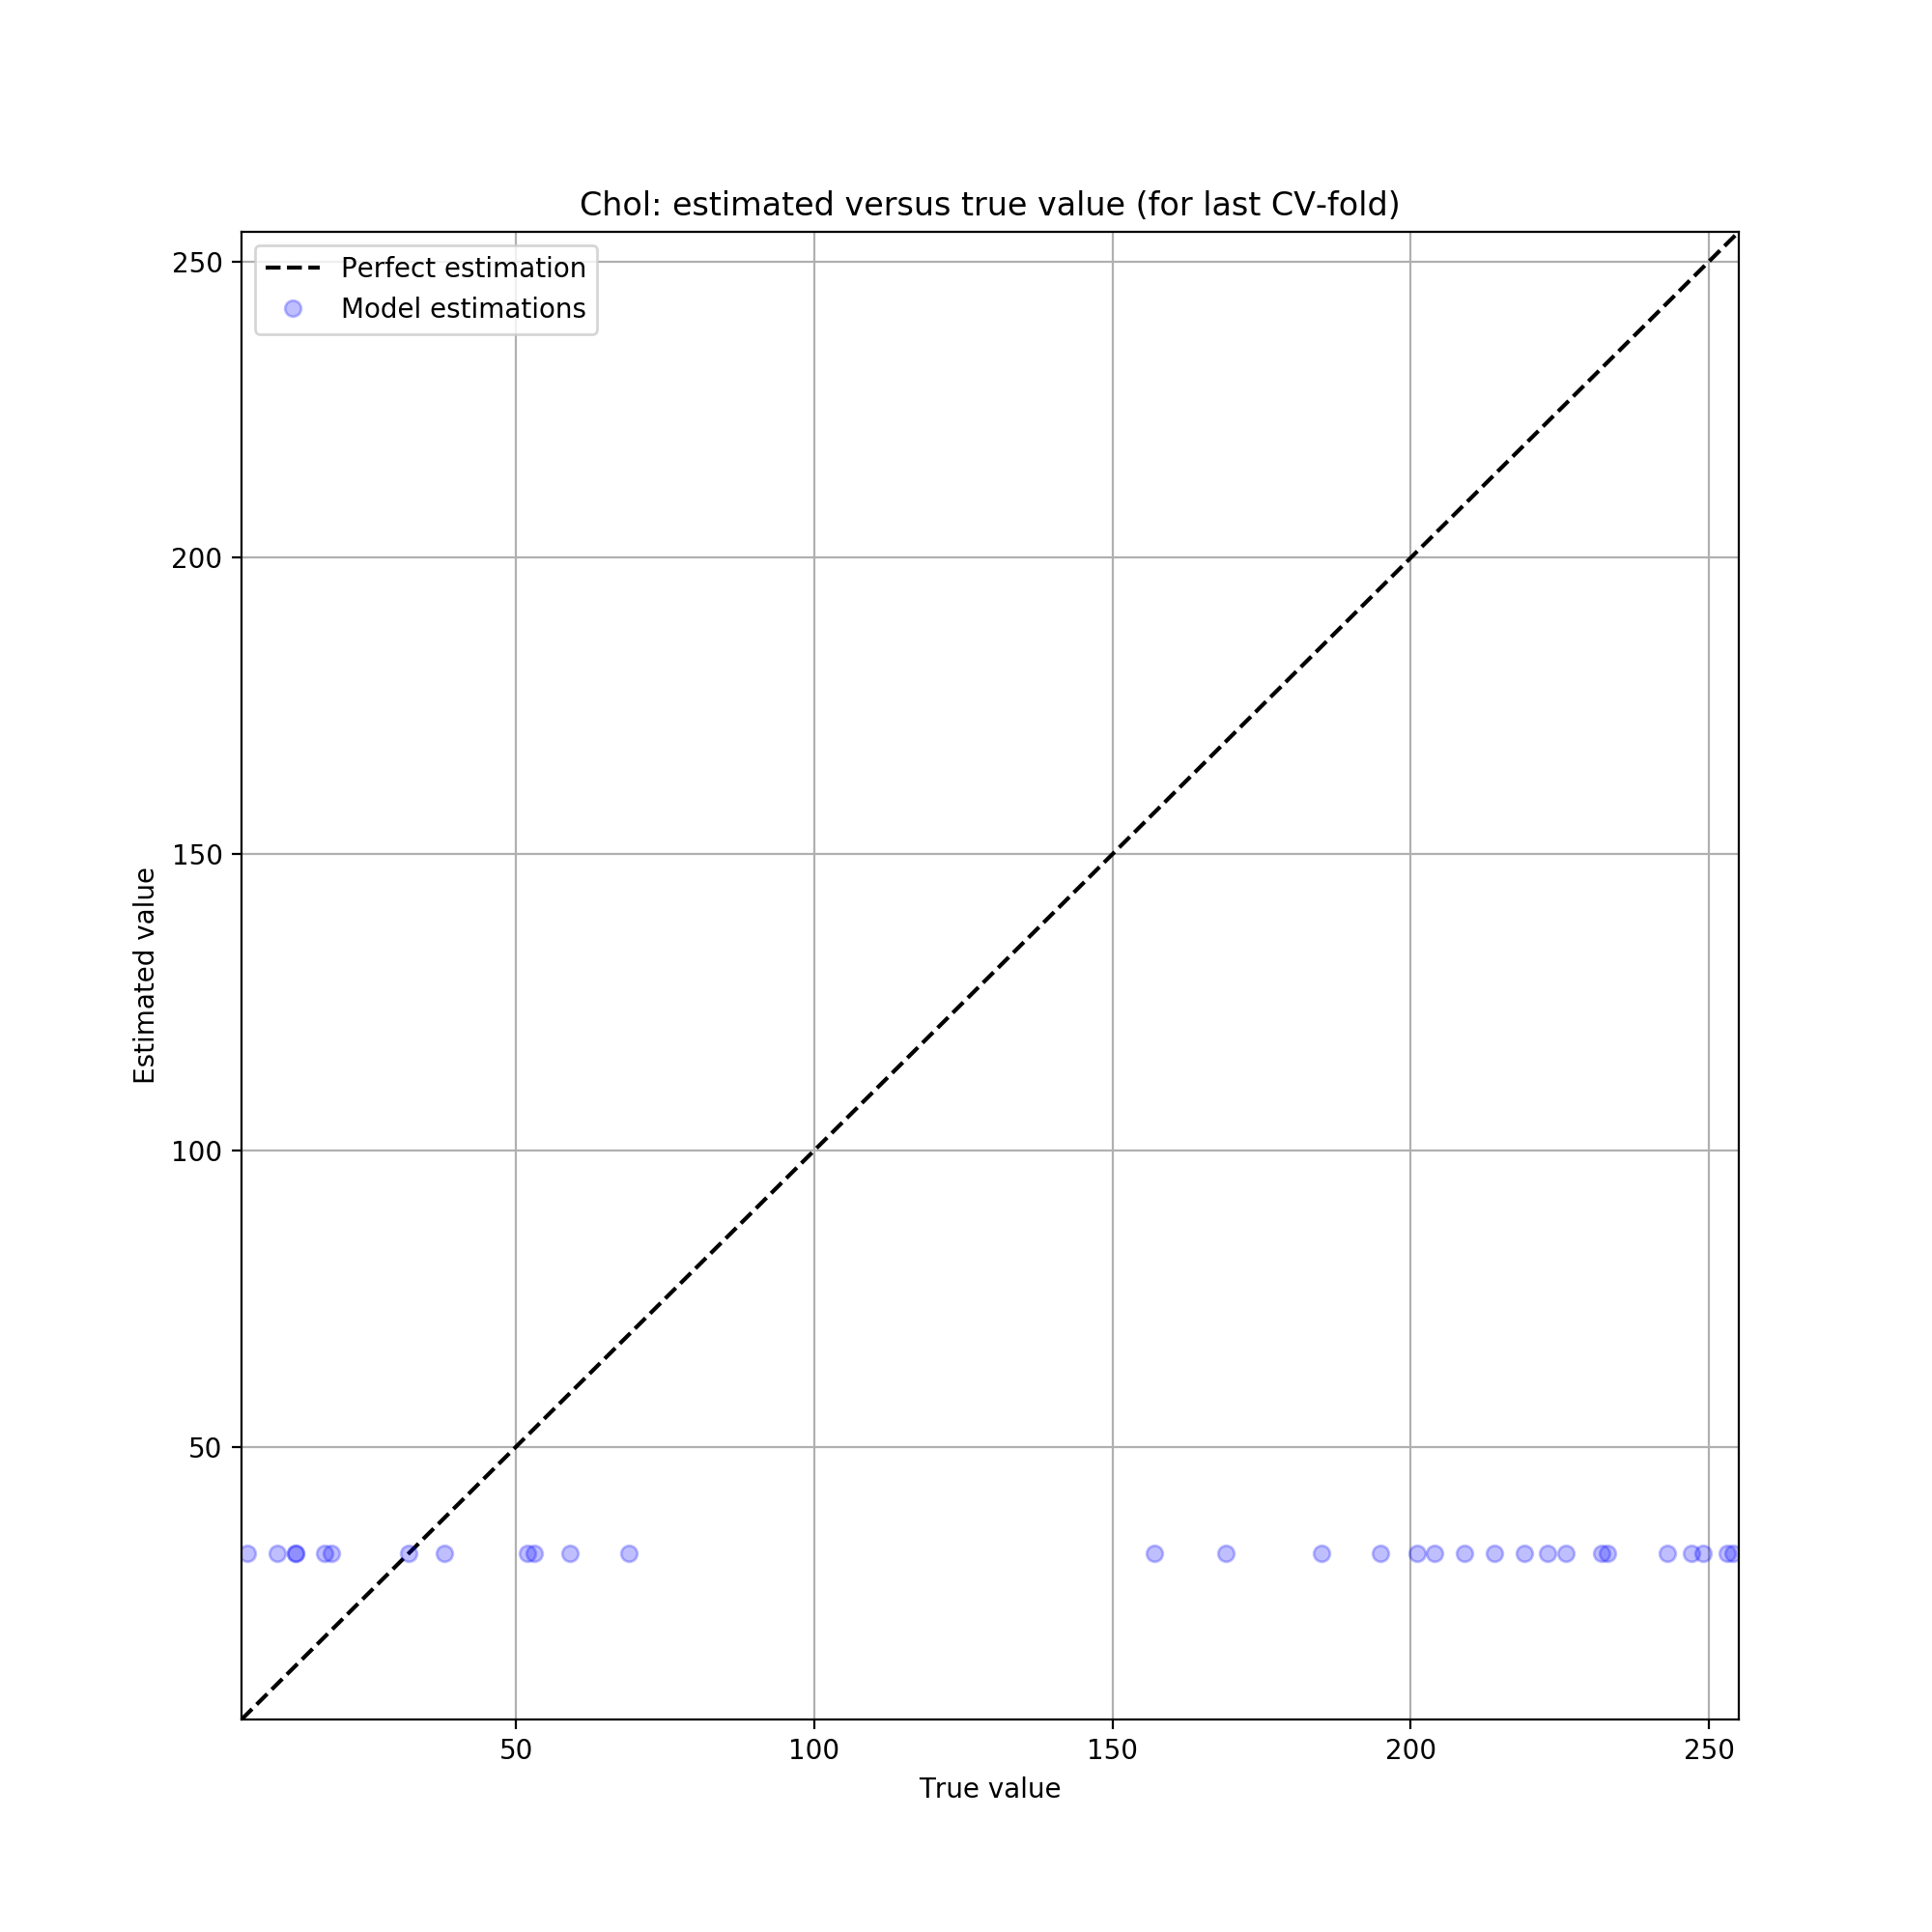 Chol: estimated versus true value (for last CV-fold)
Perfect estimation
Model estimations
250
200
150
100
50
Estimated value
50
100
150
200
250
True value